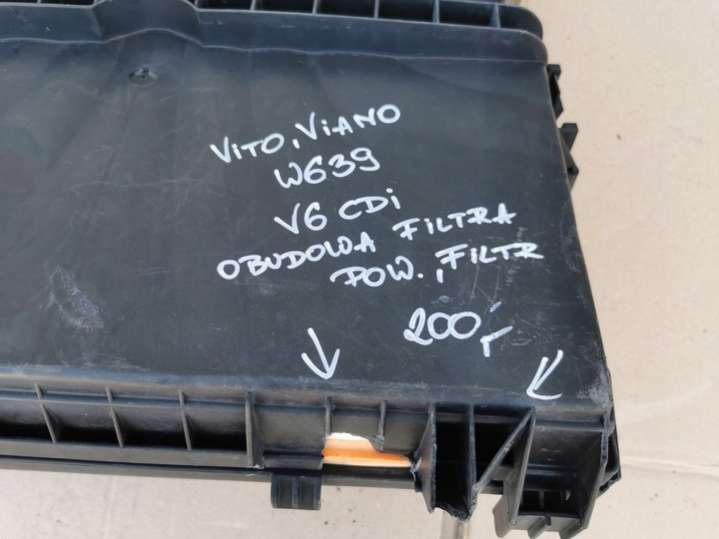 VITO, ViANO
W639
V6 CDi
OBUDOWA FILTRA
POW., FILTR
200,-